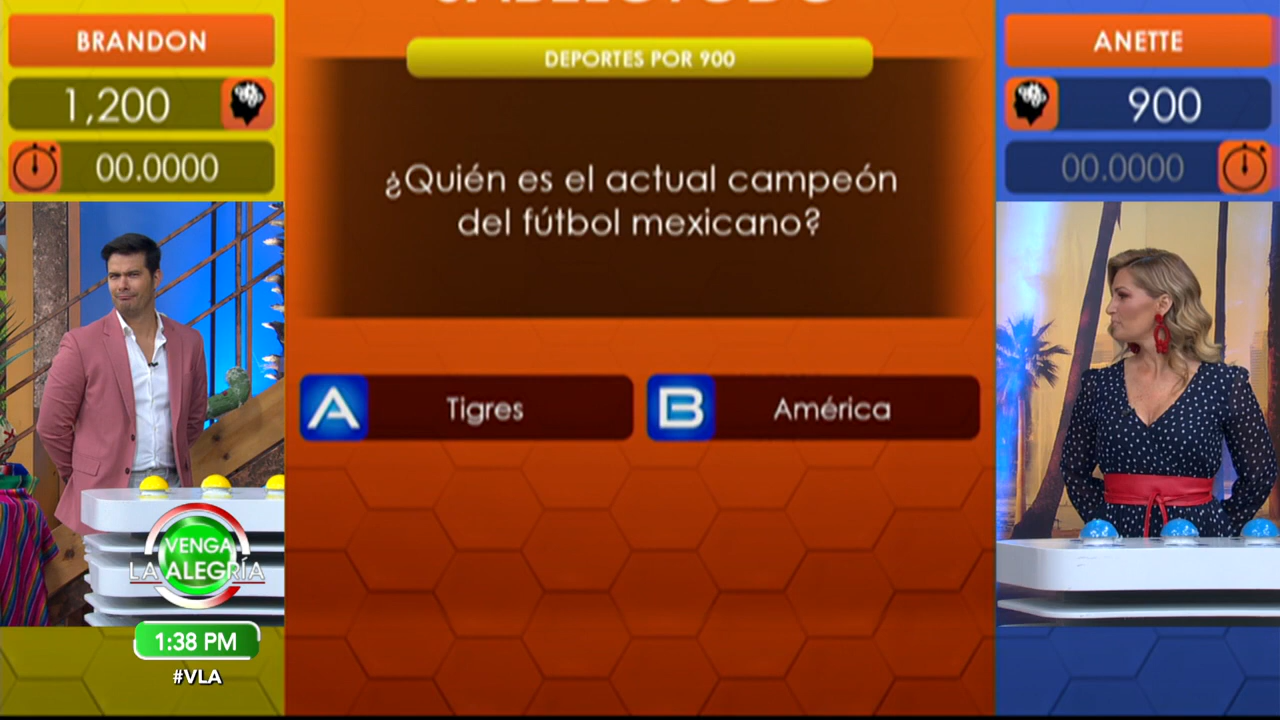 BRANDON
1,200
00.0000
DEPORTES POR 900
¿Quién es el actual campeón
del fútbol mexicano?
A Tigres
B América
ANETTE
900
00.0000
VENGA
LA ALEGRÍA
1:38 PM
#VLA